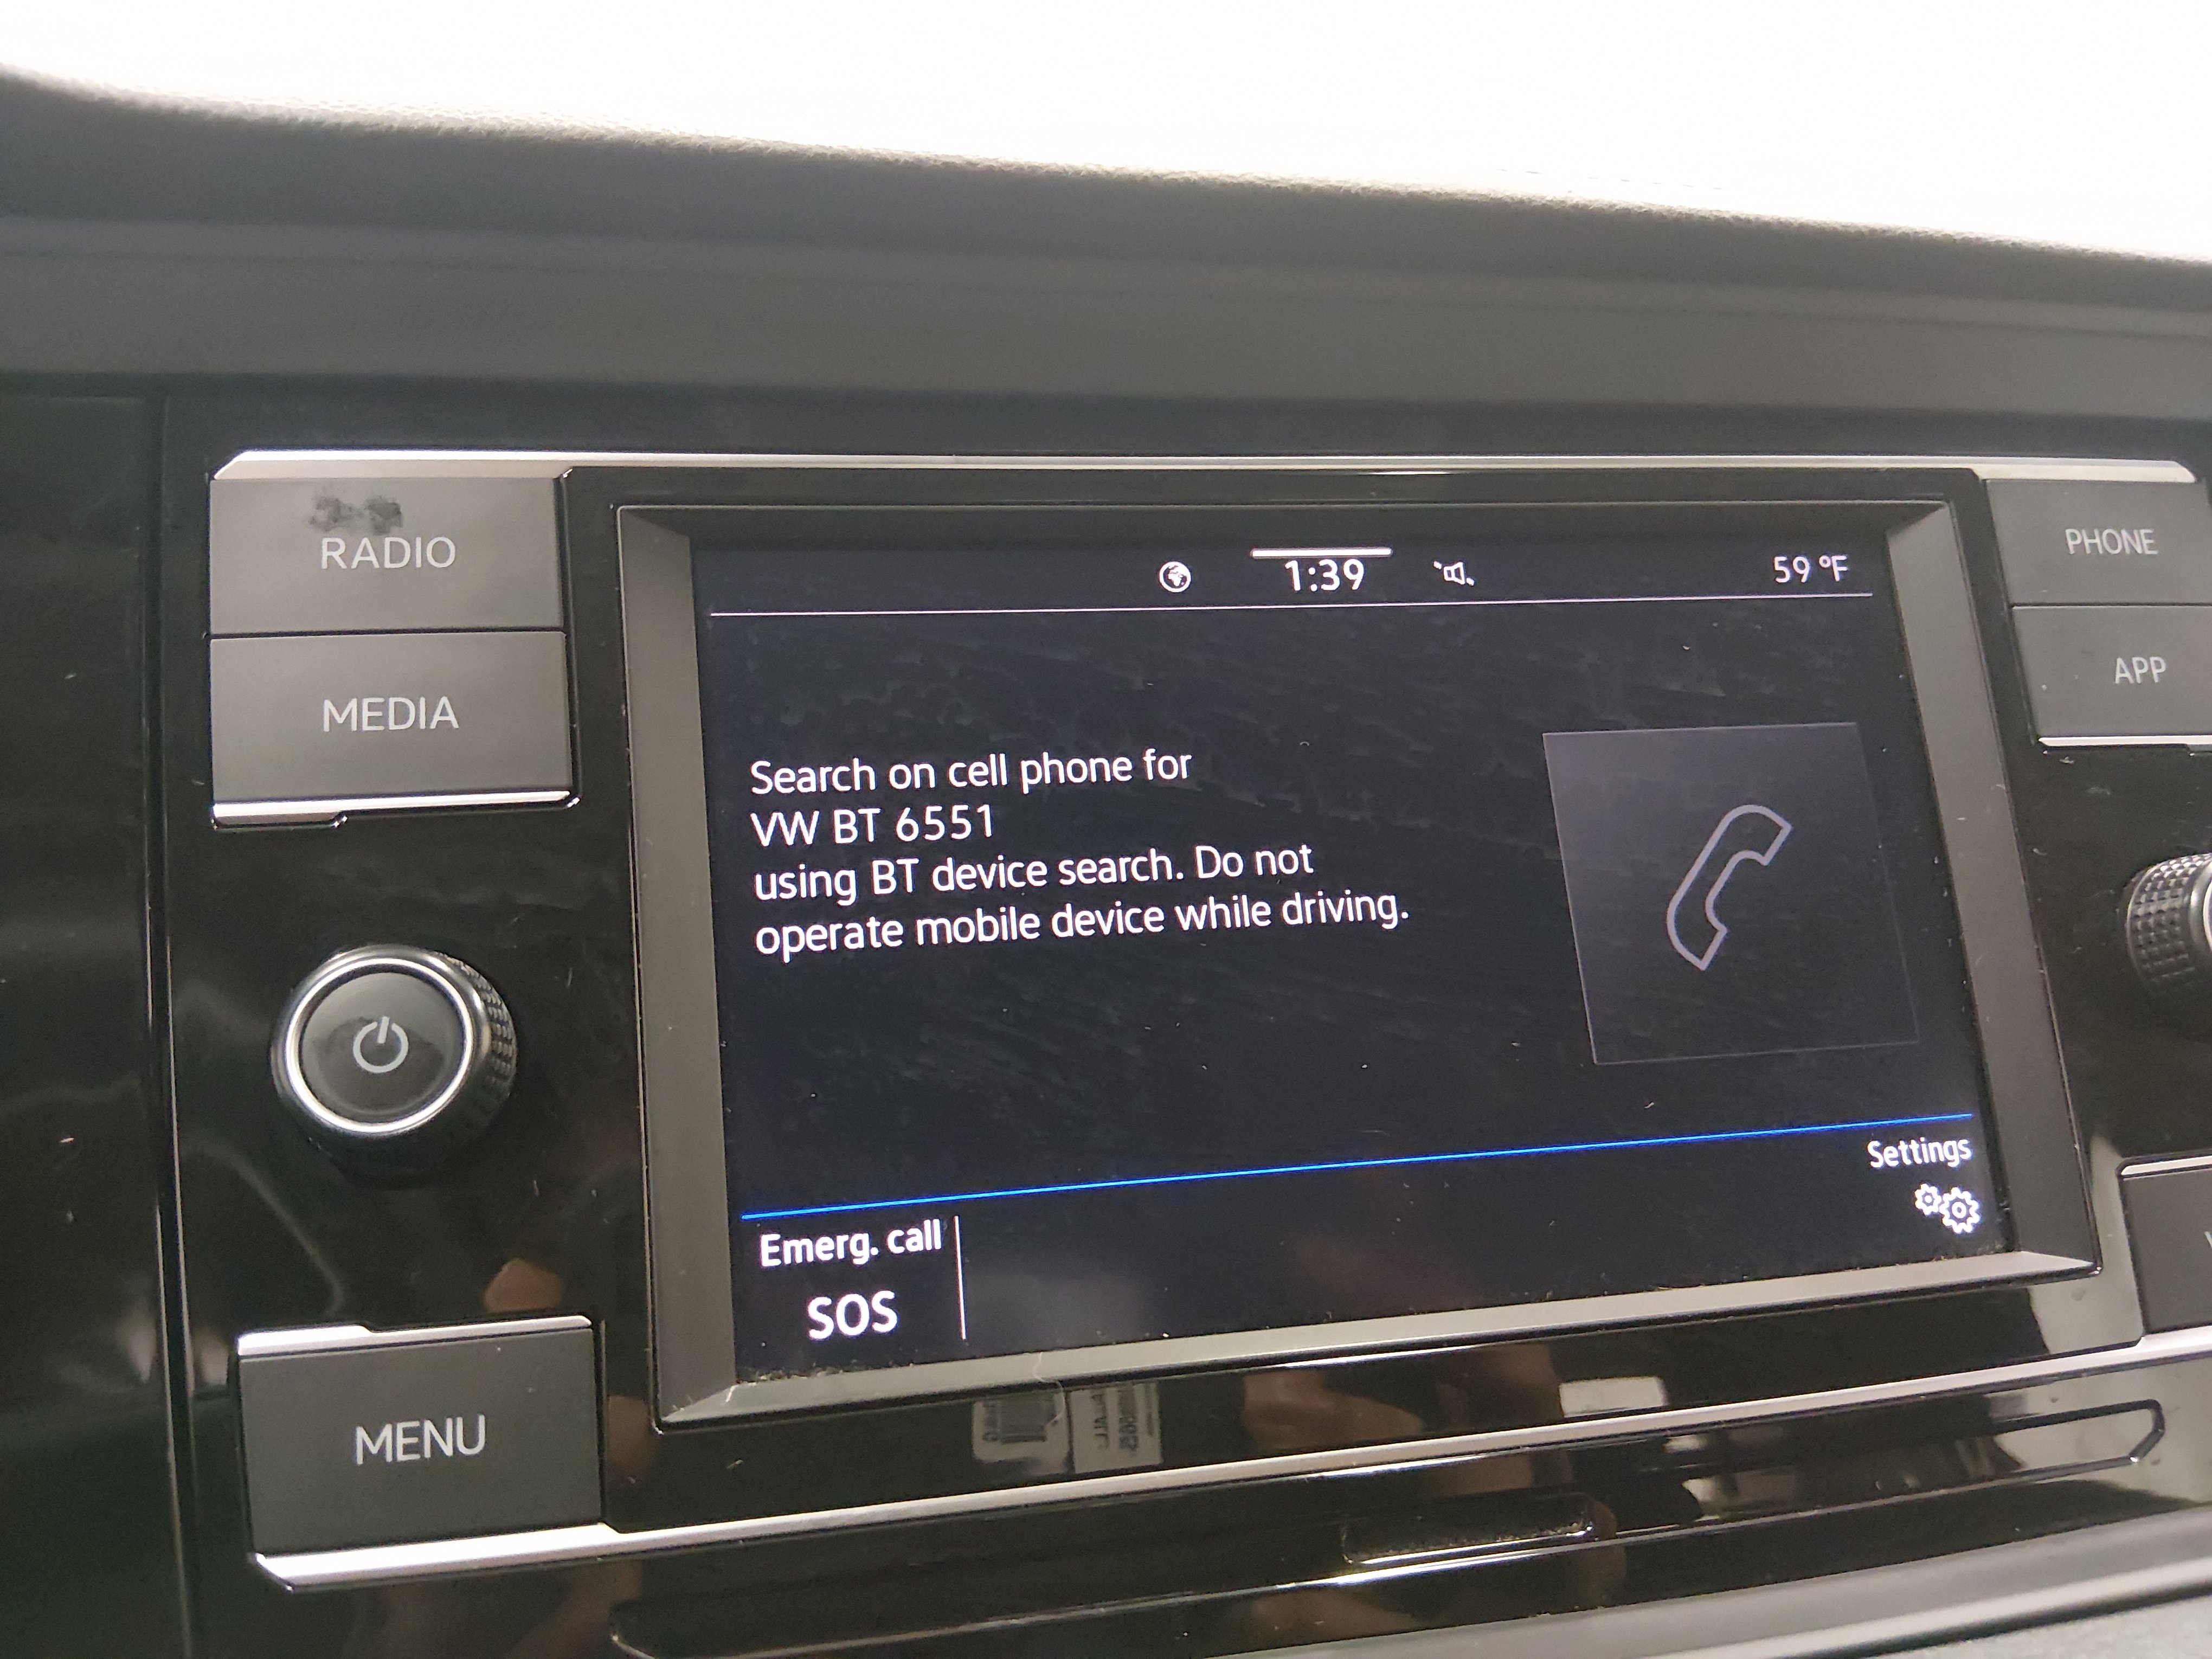 RADIO
MEDIA
MENU
PHONE
APP
1:39
59 °F
Search on cell phone for
VW BT 6551
using BT device search. Do not
operate mobile device while driving.
Settings
Emerg. call
SOS